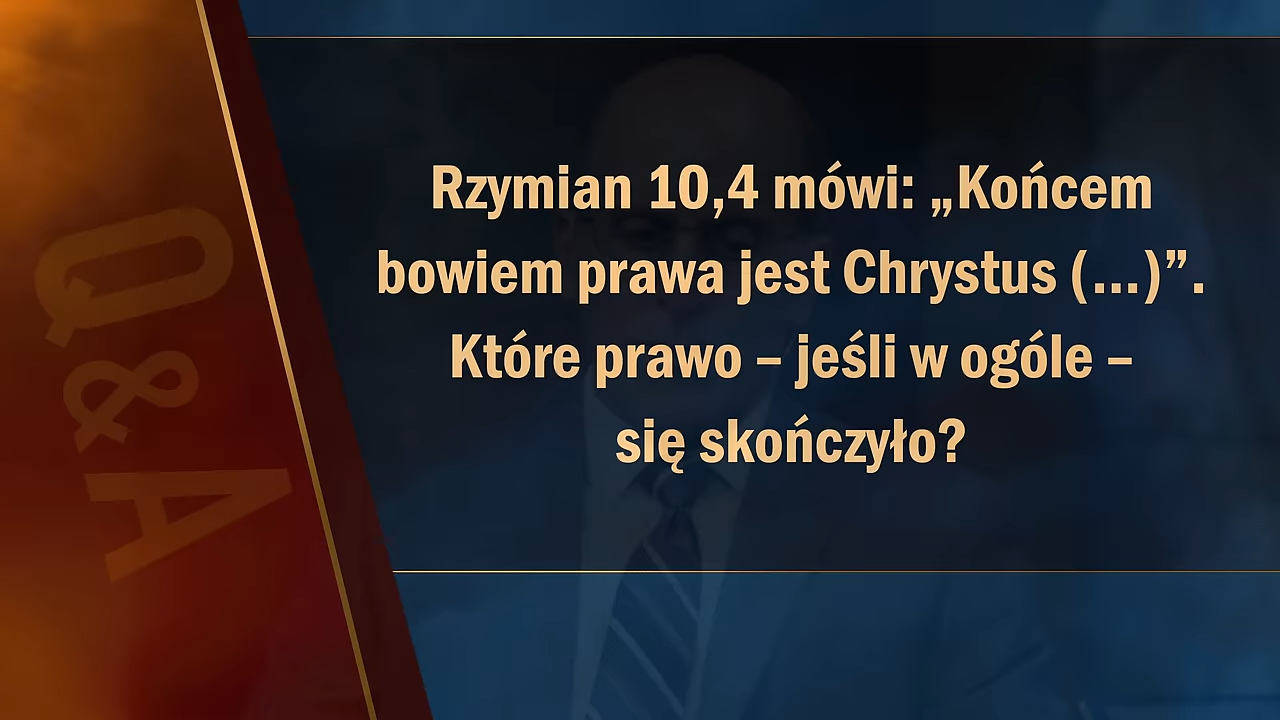 Q&A
Rzymian 10,4 mówi: „Końcem
bowiem prawa jest Chrystus (...)”.
Które prawo – jeśli w ogóle –
się skończyło?